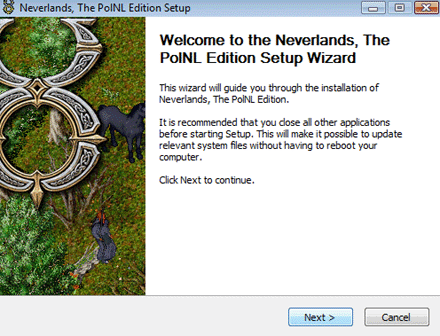 Neverlands, The PolNL Edition Setup
Welcome to the Neverlands, The
PolNL Edition Setup Wizard
This wizard will guide you through the installation of
Neverlands, The PolNL Edition.
It is recommended that you close all other applications
before starting Setup. This will make it possible to update
relevant system files without having to reboot your
computer.
Click Next to continue.
Next >
Cancel